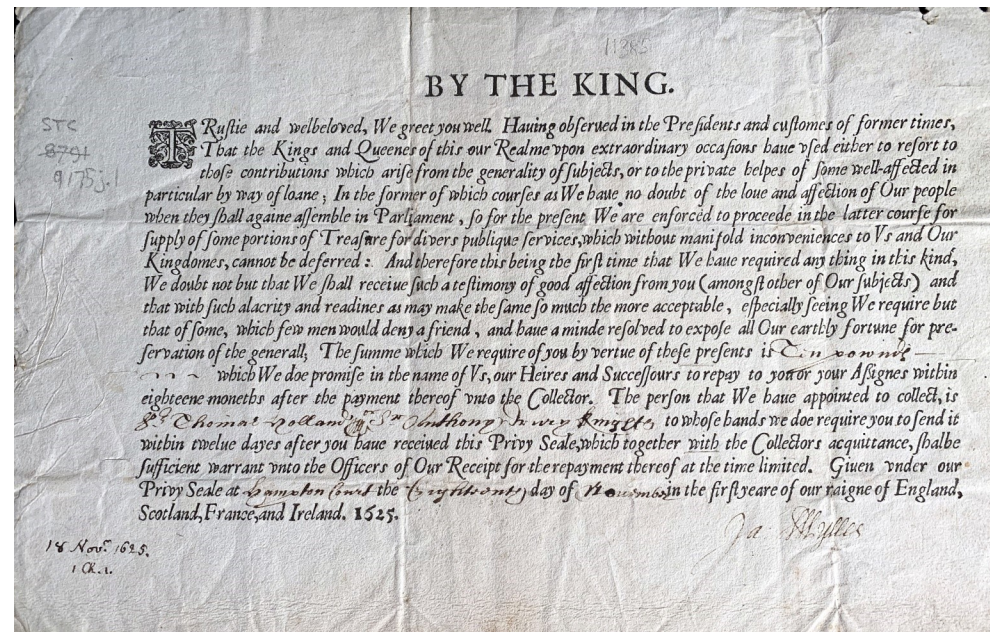 11385
BY THE KING.
STC
8791
9175j.1
TRustie and welbeloved, We greet you well. Hauing obserued in the Presidents and customes of former times,
That the Kings and Queenes of this our Realme vpon extraordinary occasions haue vsed either to resort to
those contributions which arise from the generality of subjects, or to the private helpes of some well-affected in
particular by way of loane; In the former of which courses as We haue no doubt of the loue and affection of Our people
when they shall againe assemble in Parliament, so for the present We are enforced to proceede in the latter course for
supply of some portions of Treasure for divers publique services, which without manifold inconveniences to Vs and Our
Kingdomes, cannot be deferred: And therefore this being the first time that We haue required any thing in this kind,
We doubt not but that We shall receiue such a testimony of good affection from you (amongst other of Our subjects) and
that with such alacrity and readines as may make the same so much the more acceptable, especially seeing We require but
that of some, which few men would deny a friend, and haue a minde resolved to expose all Our earthly fortune for pre-
servation of the generall; The summe which We require of you by vertue of these presents is Ten pownds
which We doe promise in the name of Vs, our Heires and Successours to repay to you or your Assignes within
eighteene moneths after the payment thereof vnto the Collector. The person that We haue appointed to collect, is
Sr Thomas Holland Sr Anthony Drury Knights to whose hands we doe require you to send it
within twelue dayes after you haue received this Privy Seale, which together with the Collectors acquittance, shalbe
sufficient warrant vnto the Officers of Our Receipt for the repayment thereof at the time limited. Giuen vnder our
Privy Seale at Hampton Court the Eighteenth day of November in the first yeare of our raigne of England,
Scotland, France, and Ireland. 1625.
Ja: Mylles
18 Novr. 1625.
1 Ch. 1.